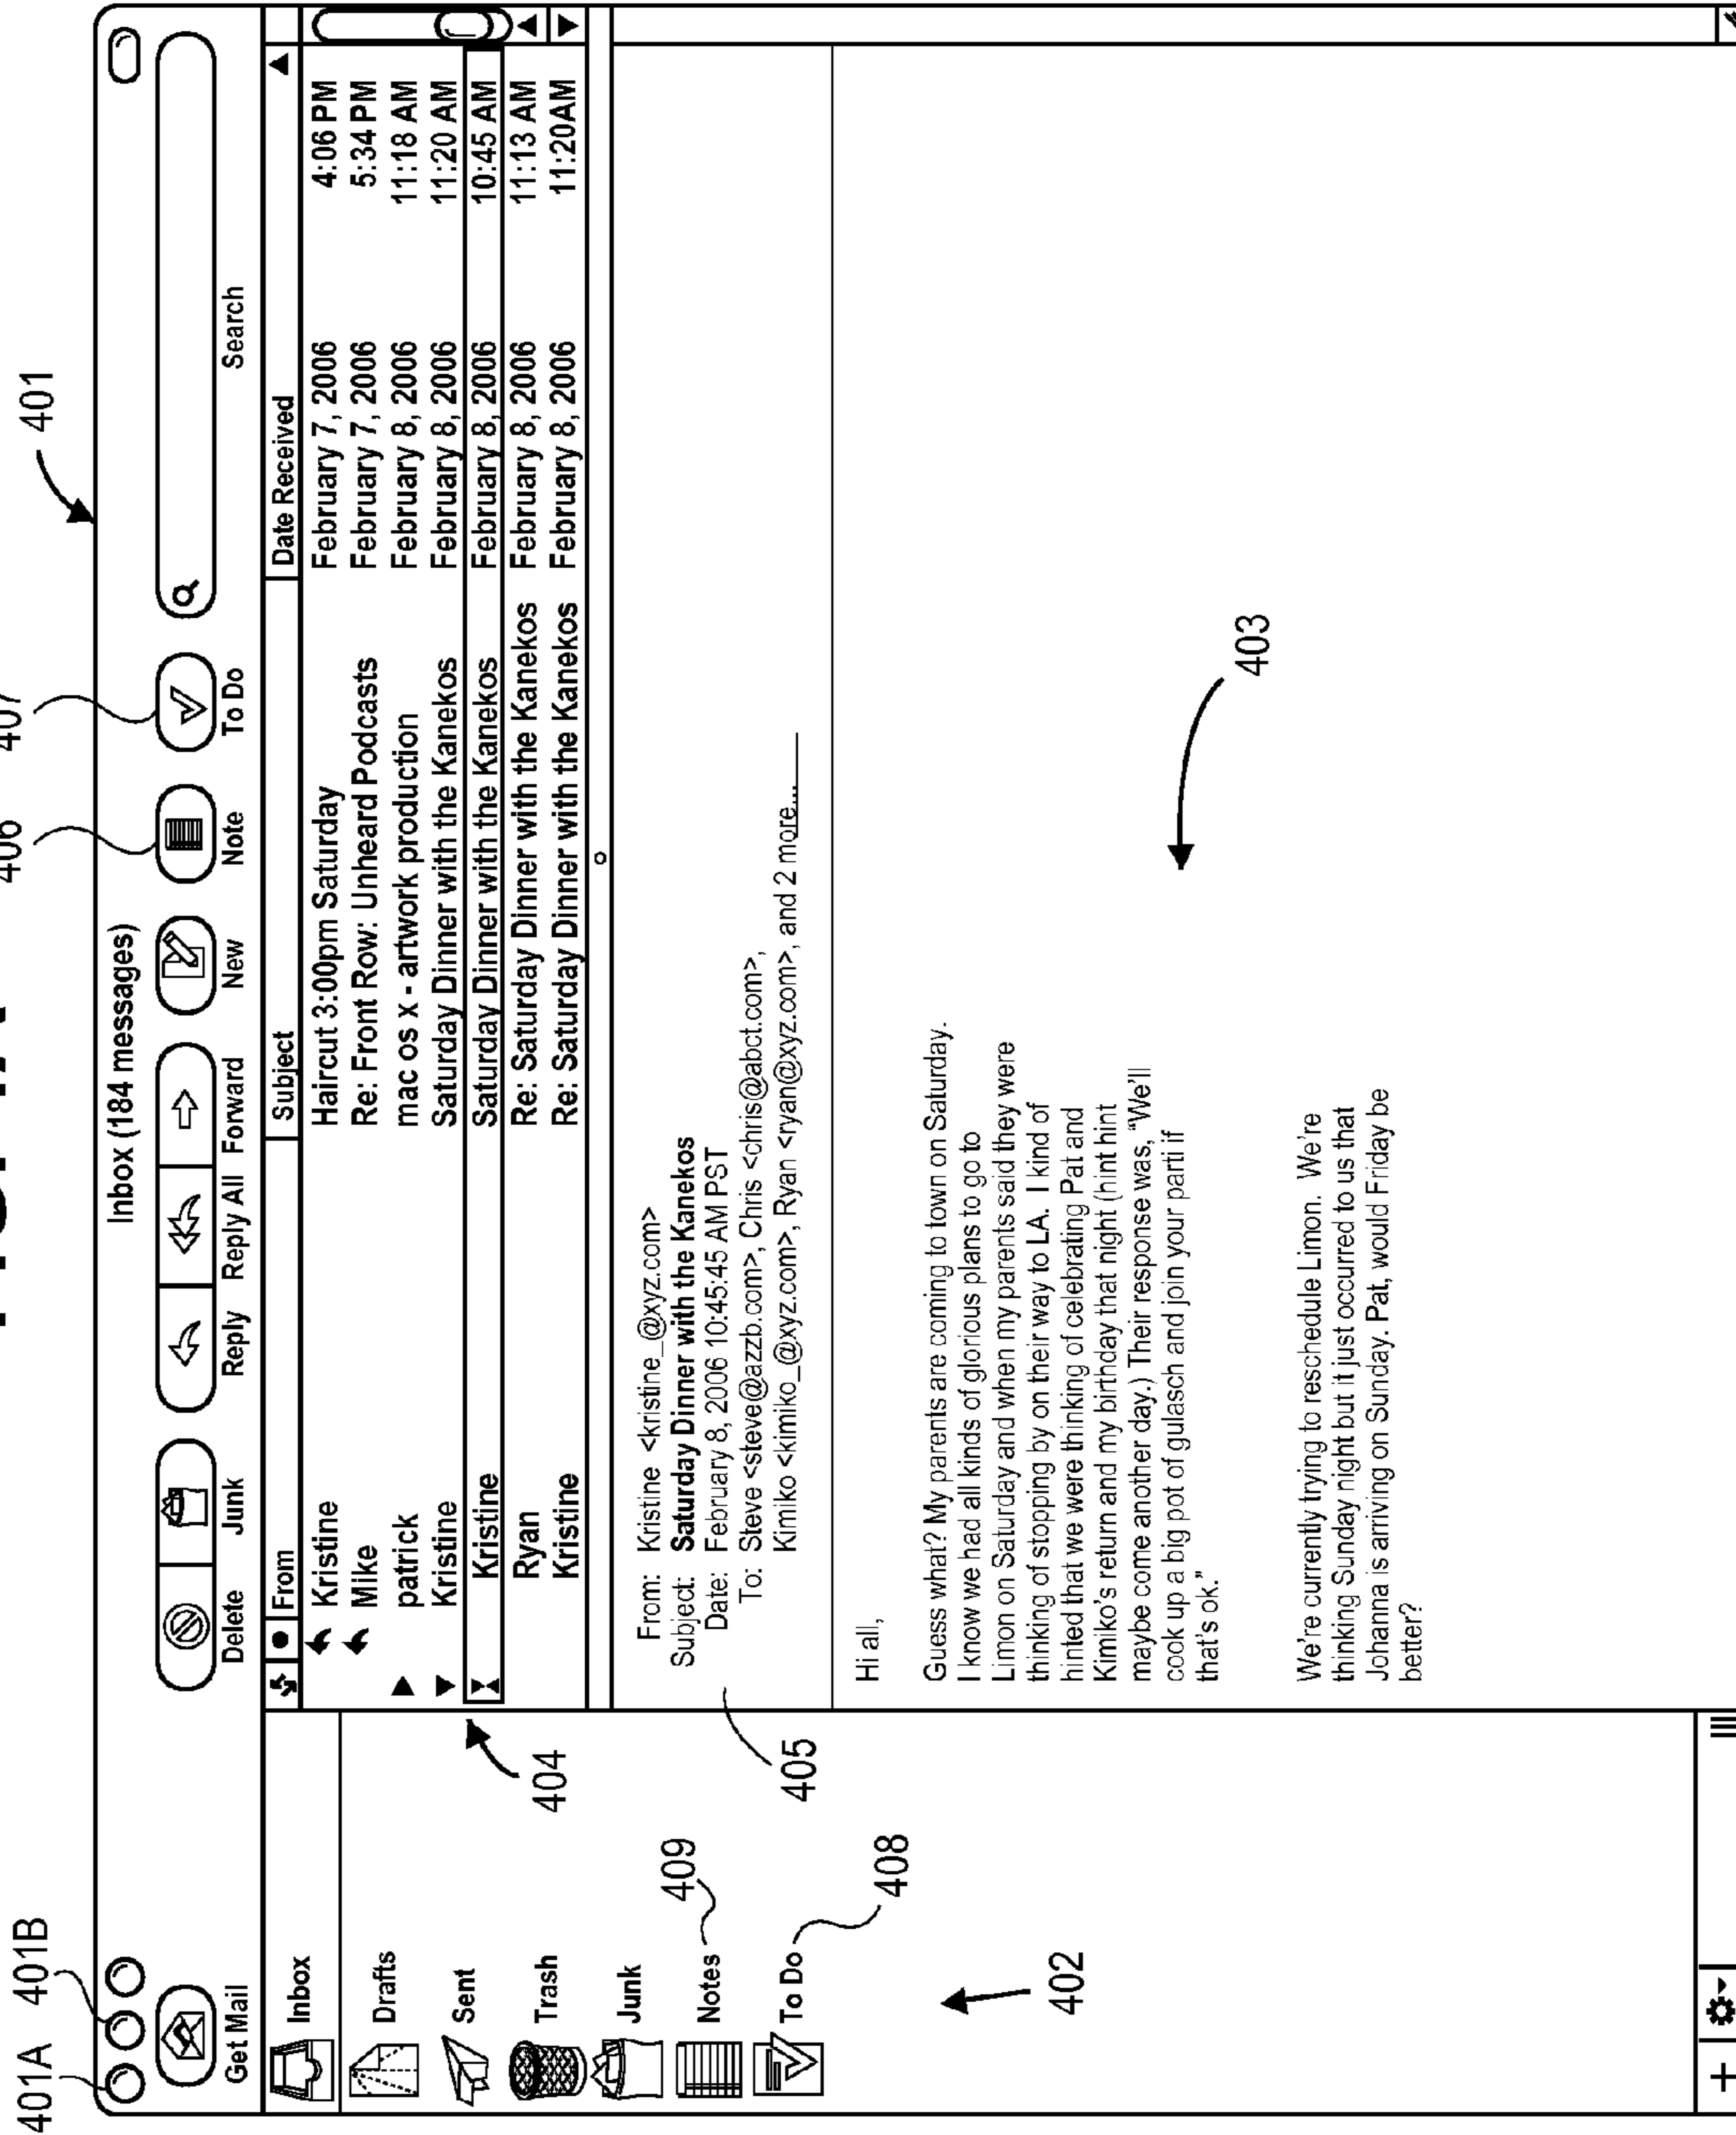 401A 401B 406 407 401
Inbox (184 messages)
Get Mail Delete Junk Reply Reply All Forward New Note To Do Search
Inbox
Drafts
Sent
Trash
Junk
Notes 409
To Do 408
402
404
405
From Subject Date Received
Kristine Haircut 3:00pm Saturday February 7, 2006 4:06 PM
Mike Re: Front Row: Unheard Podcasts February 7, 2006 5:34 PM
patrick mac os x - artwork production February 8, 2006 11:18 AM
Kristine Saturday Dinner with the Kanekos February 8, 2006 11:20 AM
Kristine Saturday Dinner with the Kanekos February 8, 2006 10:45 AM
Ryan Re: Saturday Dinner with the Kanekos February 8, 2006 11:13 AM
Kristine Re: Saturday Dinner with the Kanekos February 8, 2006 11:20AM
From: Kristine <kristine_@xyz.com>
Subject: Saturday Dinner with the Kanekos
Date: February 8, 2006 10:45:45 AM PST
To: Steve <steve@azzb.com>, Chris <chris@abct.com>,
Kimiko <kimiko_@xyz.com>, Ryan <ryan@xyz.com>, and 2 more...
Hi all,
Guess what? My parents are coming to town on Saturday.
I know we had all kinds of glorious plans to go to
Limon on Saturday and when my parents said they were
thinking of stopping by on their way to LA. I kind of
hinted that we were thinking of celebrating Pat and
Kimiko's return and my birthday that night (hint hint
maybe come another day.) Their response was, "We'll
cook up a big pot of gulasch and join your parti if
that's ok."
We're currently trying to reschedule Limon. We're
thinking Sunday night but it just occurred to us that
Johanna is arriving on Sunday. Pat, would Friday be
better?
403